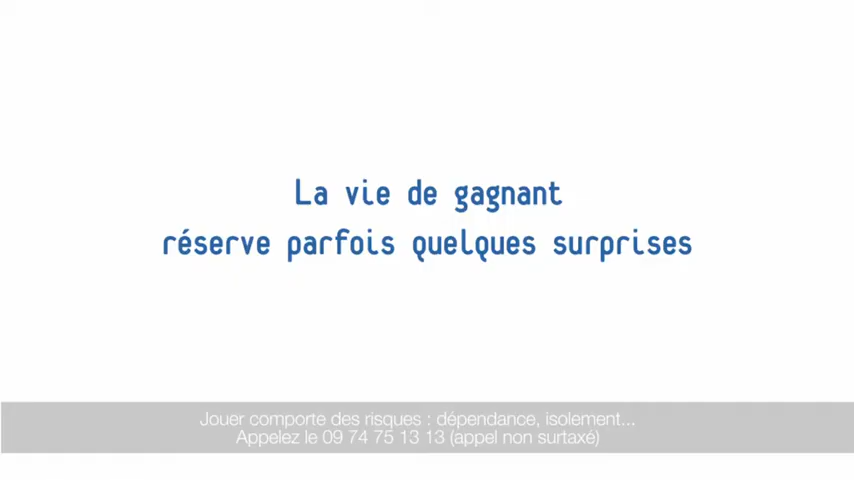 La vie de gagnant
réserve parfois quelques surprises
Jouer comporte des risques : dépendance, isolement...
Appelez le 09 74 75 13 13 (appel non surtaxé)